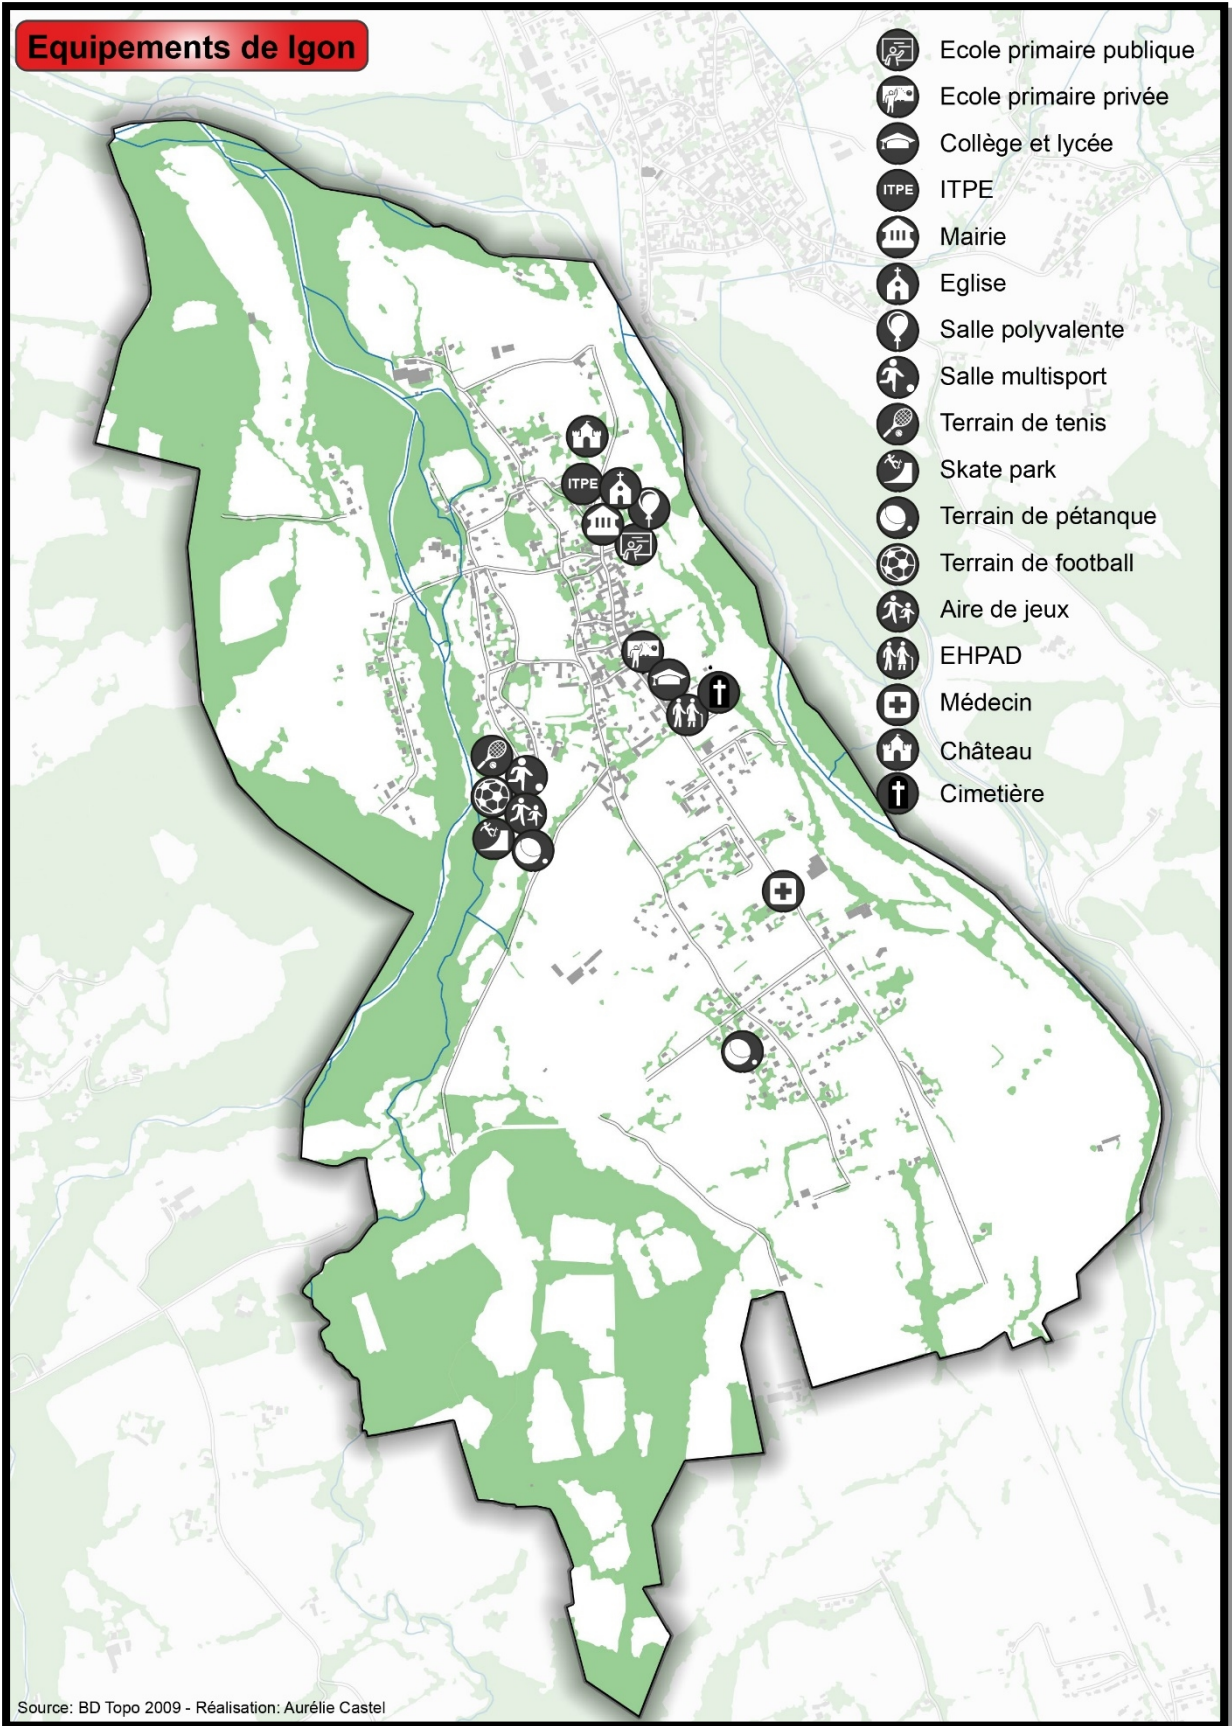 Equipements de Igon
Ecole primaire publique
Ecole primaire privée
Collège et lycée
ITPE
ITPE
Mairie
Eglise
Salle polyvalente
Salle multisport
Terrain de tenis
Skate park
Terrain de pétanque
Terrain de football
Aire de jeux
EHPAD
Médecin
Château
Cimetière
ITPE
Source: BD Topo 2009 - Réalisation: Aurélie Castel